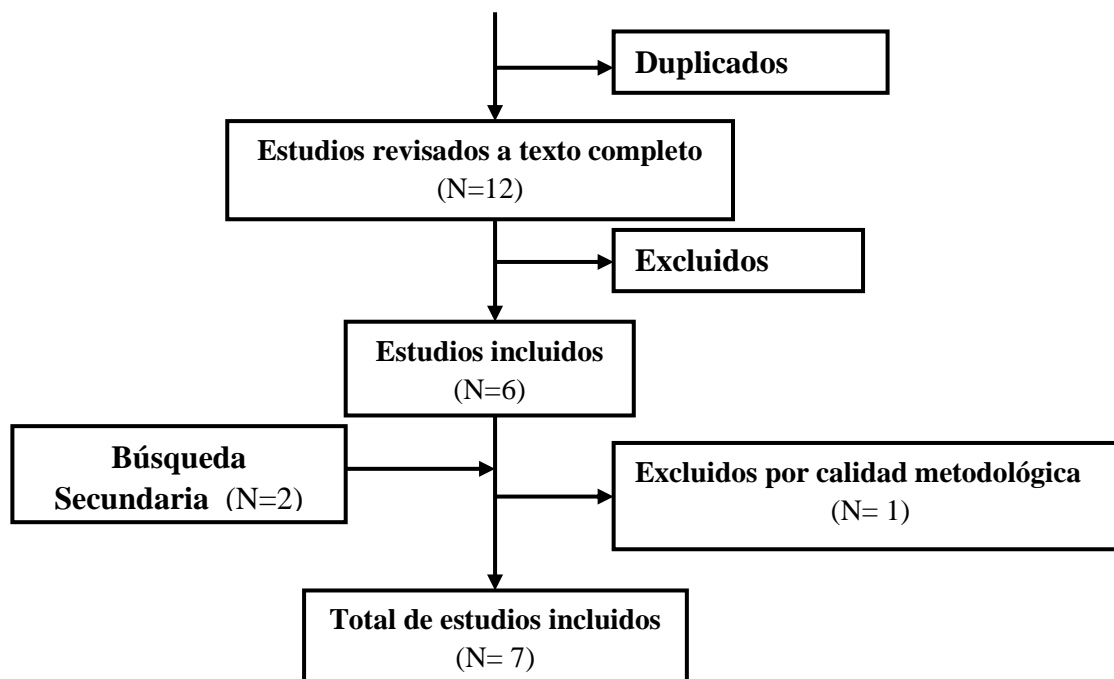 Duplicados
Estudios revisados a texto completo
(N=12)
Excluidos
Estudios incluidos
(N=6)
Búsqueda
Secundaria (N=2)
Excluidos por calidad metodológica
(N= 1)
Total de estudios incluidos
(N= 7)